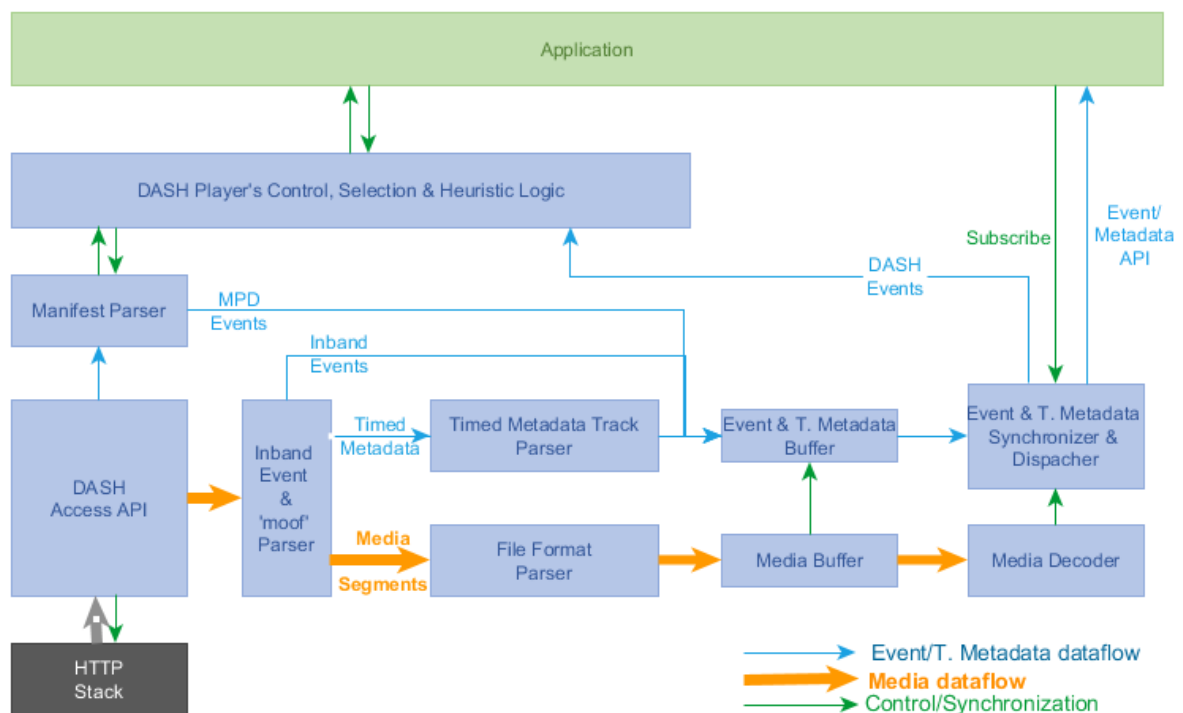 Application
DASH Player's Control, Selection & Heuristic Logic
Event/
Metadata
API
Subscribe
DASH
Events
Manifest Parser
MPD
Events
Inband
Events
DASH
Access API
Inband
Event
&
'moof'
Parser
Timed
Metadata
Timed Metadata Track
Parser
Event & T. Metadata
Buffer
Event & T. Metadata
Synchronizer &
Dispacher
Media
Segments
File Format
Parser
Media Buffer
Media Decoder
HTTP
Stack
Event/T. Metadata dataflow
Media dataflow
Control/Synchronization